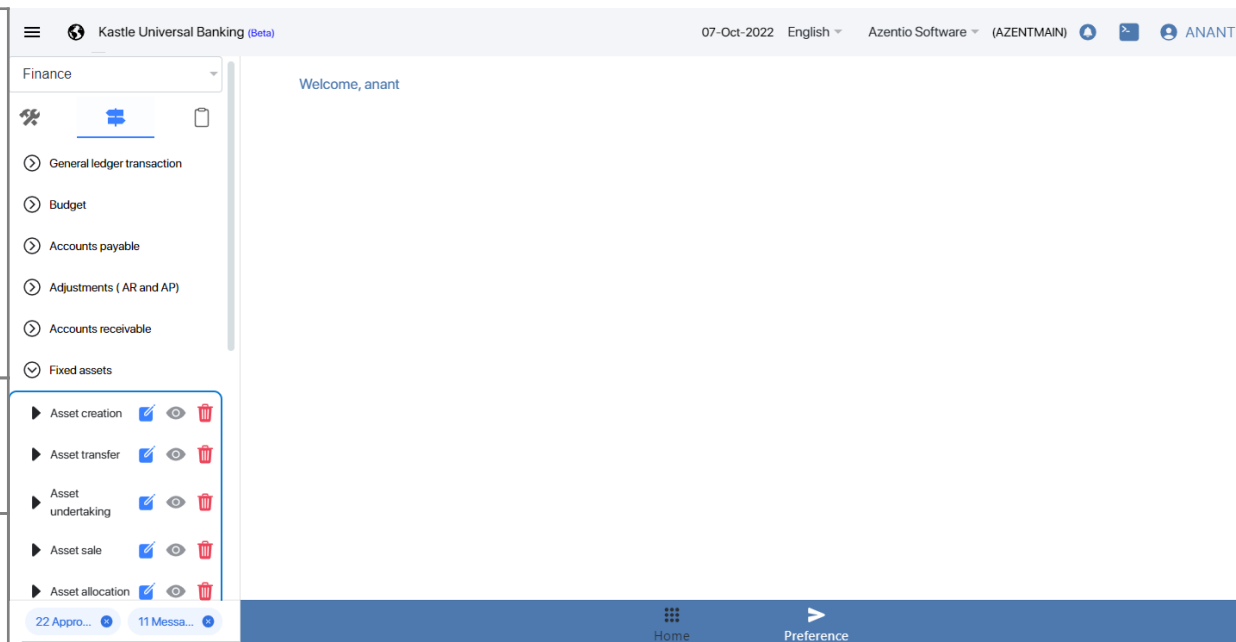 Kastle Universal Banking (Beta)
07-Oct-2022 English Azentio Software (AZENTMAIN) ANANT
Finance
Welcome, anant
General ledger transaction
Budget
Accounts payable
Adjustments ( AR and AP)
Accounts receivable
Fixed assets
Asset creation
Asset transfer
Asset
undertaking
Asset sale
Asset allocation
22 Appro...
11 Messa...
Home
Preference